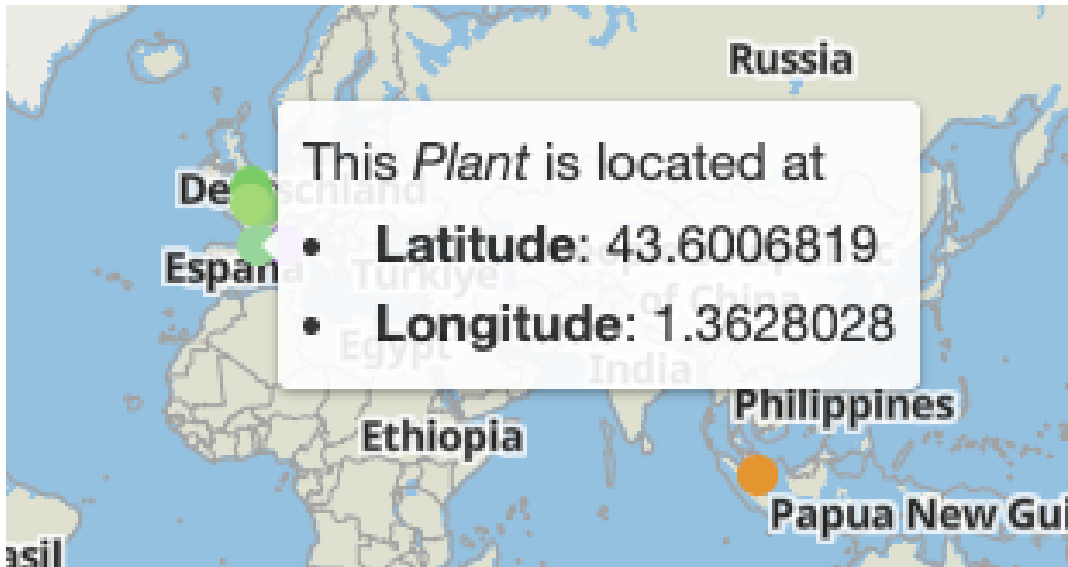 Russia
This Plant is located at
De schland
• Latitude: 43.6006819
España
Türkiye
of China
• Longitude: 1.3628028
Egypt
India
Philippines
Ethiopia
Papua New Gui
asil